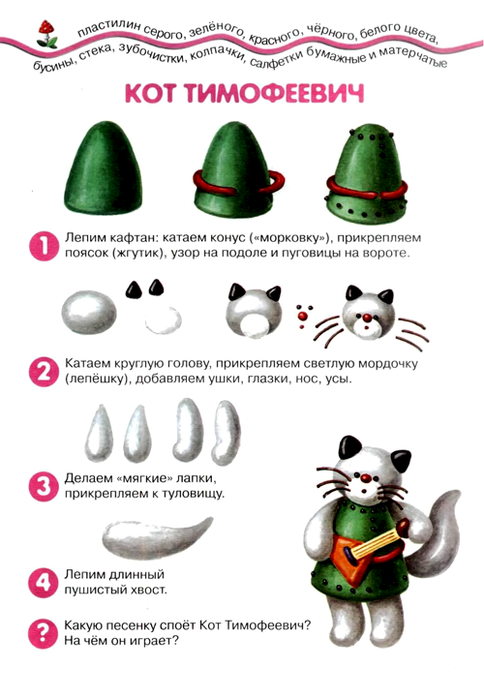 пластилин серого, зелёного, красного, чёрного, белого цвета,
бусины, стека, зубочистки, колпачки, салфетки бумажные и матерчатые
КОТ ТИМОФЕЕВИЧ
1 Лепим кафтан: катаем конус («морковку»), прикрепляем
поясок (жгутик), узор на подоле и пуговицы на вороте.
2 Катаем круглую голову, прикрепляем светлую мордочку
(лепёшку), добавляем ушки, глазки, нос, усы.
3 Делаем «мягкие» лапки,
прикрепляем к туловищу.
4 Лепим длинный
пушистый хвост.
? Какую песенку споёт Кот Тимофеевич?
На чём он играет?